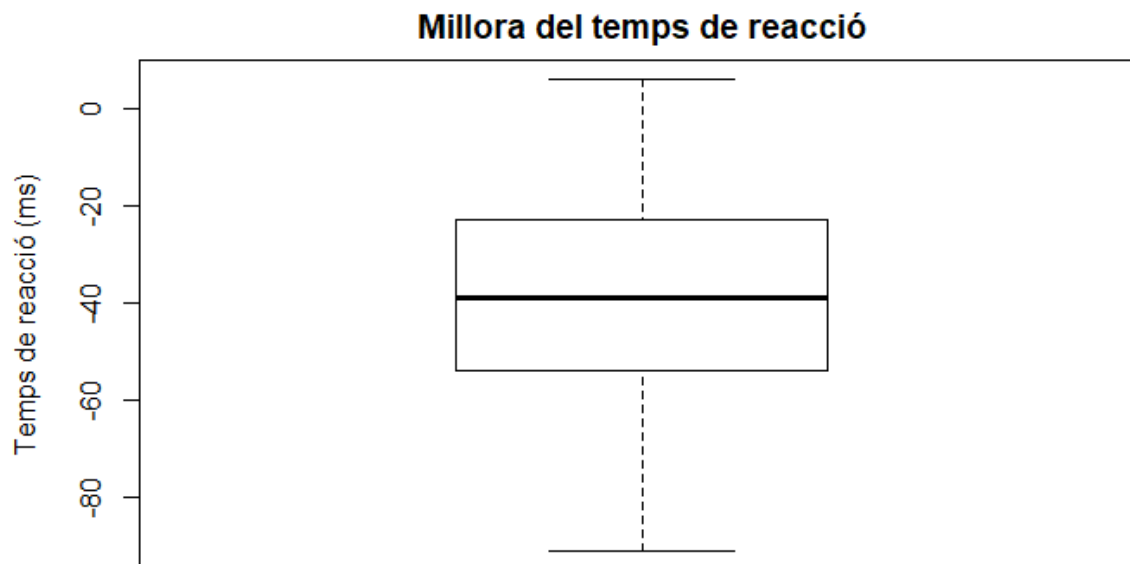 Millora del temps de reacció
Temps de reacció (ms)
0
-20
-40
-60
-80